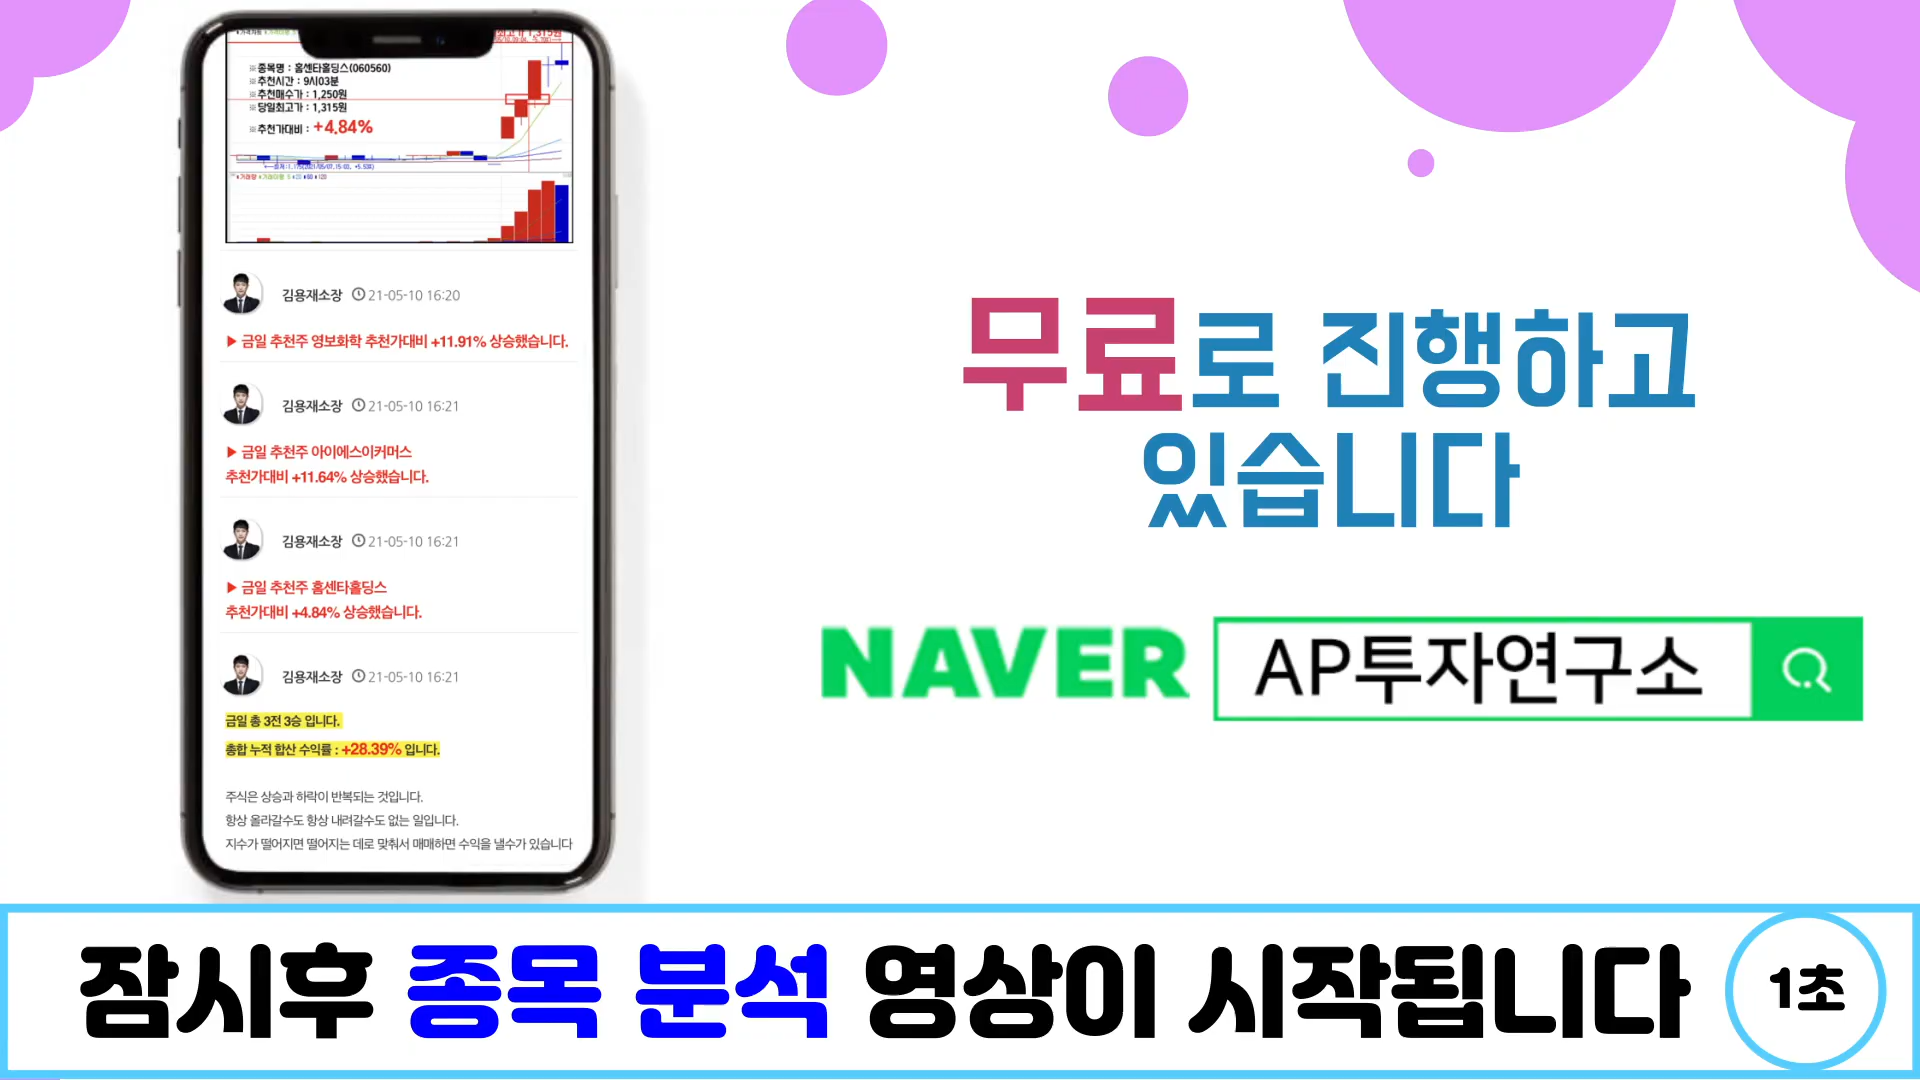 ※종목명 : 홈센타홀딩스(060560)
※추천시간 : 9시03분
※추천매수가 : 1,250원
※당일최고가 : 1,315원
※추천가대비 : +4.84%
김용재소장 21-05-10 16:20
▶ 금일 추천주 영보화학 추천가대비 +11.91% 상승했습니다.
김용재소장 21-05-10 16:21
▶ 금일 추천주 아이에스이커머스
추천가대비 +11.64% 상승했습니다.
김용재소장 21-05-10 16:21
▶ 금일 추천주 홈센타홀딩스
추천가대비 +4.84% 상승했습니다.
김용재소장 21-05-10 16:21
금일 총 3전 3승 입니다.
총합 누적 합산 수익률 : +28.39% 입니다.
주식은 상승과 하락이 반복되는 것입니다.
항상 올라갈수도 항상 내려갈수도 없는 일입니다.
지수가 떨어지면 떨어지는 데로 맞춰서 매매하면 수익을 낼수가 있습니다
무료로 진행하고
있습니다
NAVER AP투자연구소
잠시후 종목 분석 영상이 시작됩니다 1초